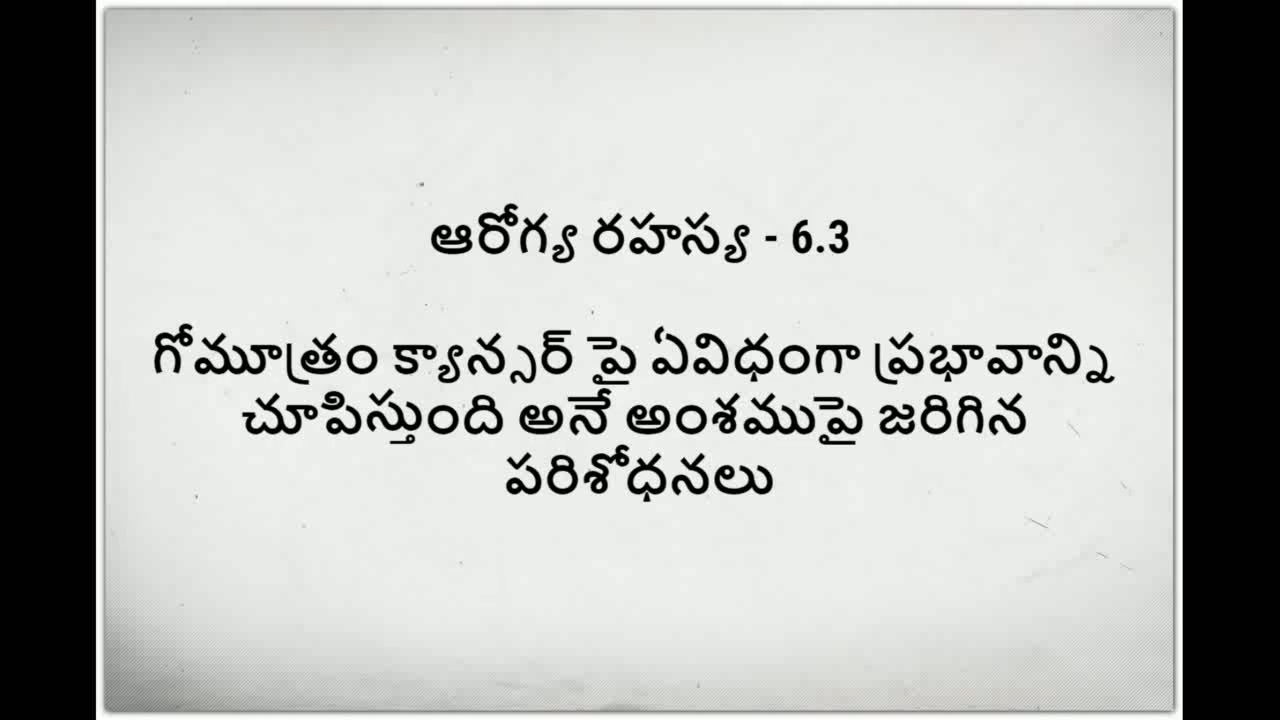 ఆరోగ్య రహస్య - 6.3
గోమూత్రం క్యాన్సర్ పై ఏవిధంగా ప్రభావాన్ని
చూపిస్తుంది అనే అంశముపై జరిగిన
పరిశోధనలు